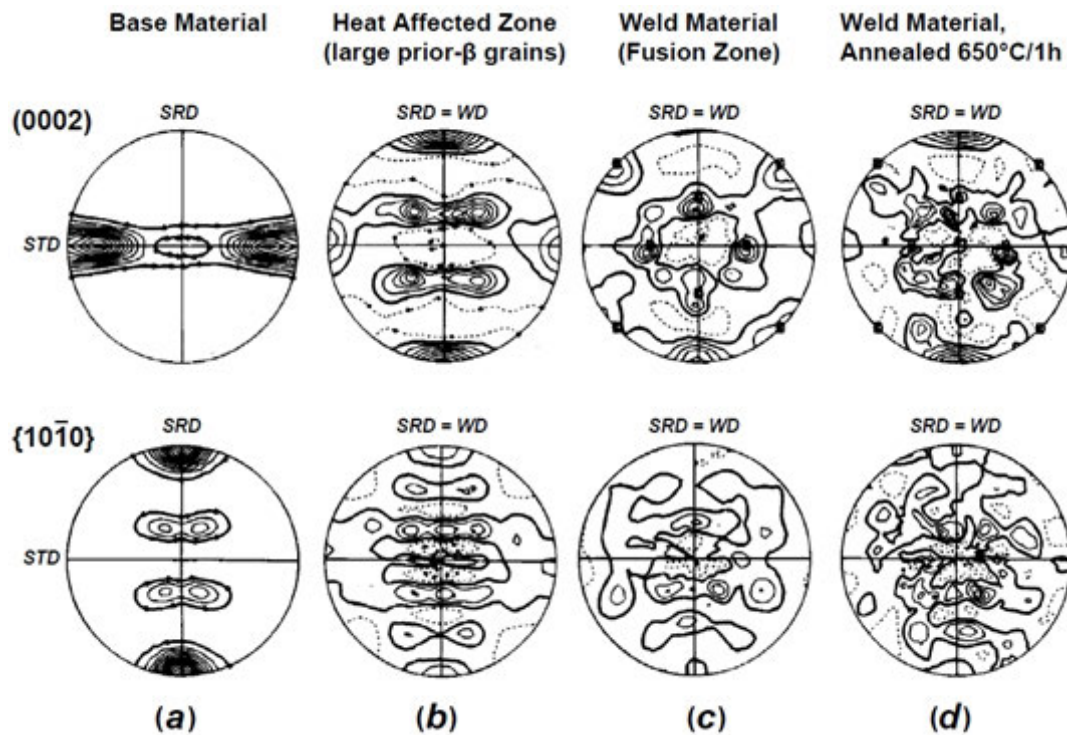 Base Material
Heat Affected Zone
(large prior-β grains)
Weld Material
(Fusion Zone)
Weld Material,
Annealed 650°C/1h
(0002)
SRD
SRD = WD
SRD = WD
SRD = WD
STD
{101̄0}
SRD
SRD = WD
SRD = WD
SRD = WD
STD
(a)
(b)
(c)
(d)